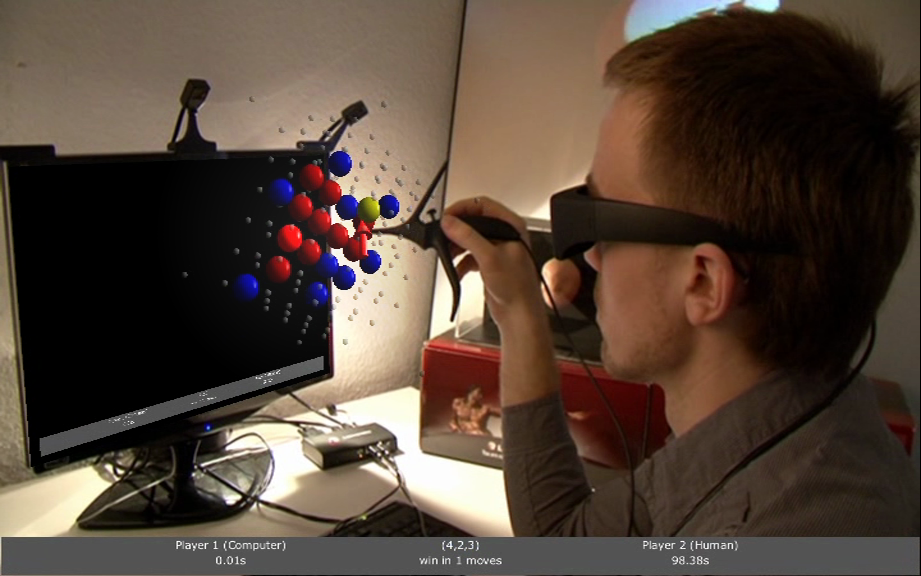 Player 1 (Computer) (4,2,3) Player 2 (Human)
0.01s win in 1 moves 98.38s